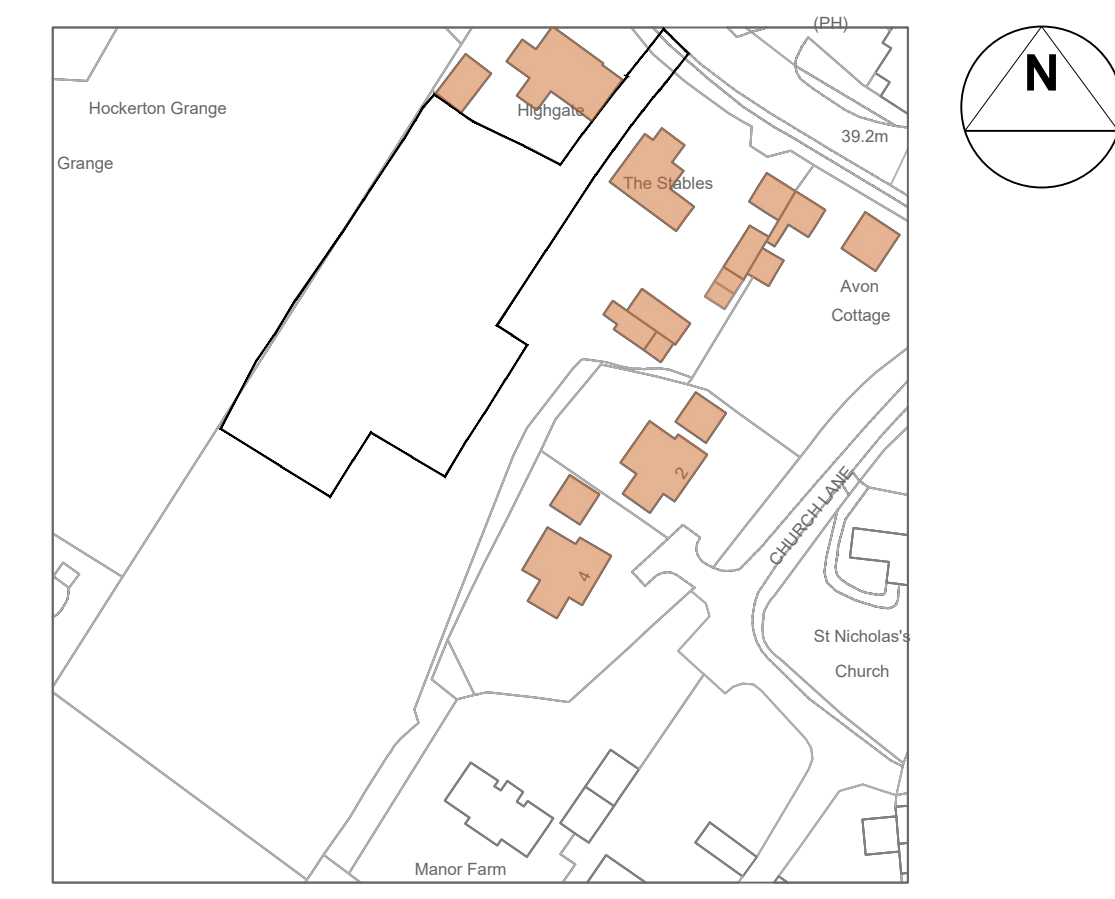 (PH)
N
Hockerton Grange
Highgate
39.2m
Grange
The Stables
Avon
Cottage
2
CHURCH LANE
4
St Nicholas's
Church
Manor Farm